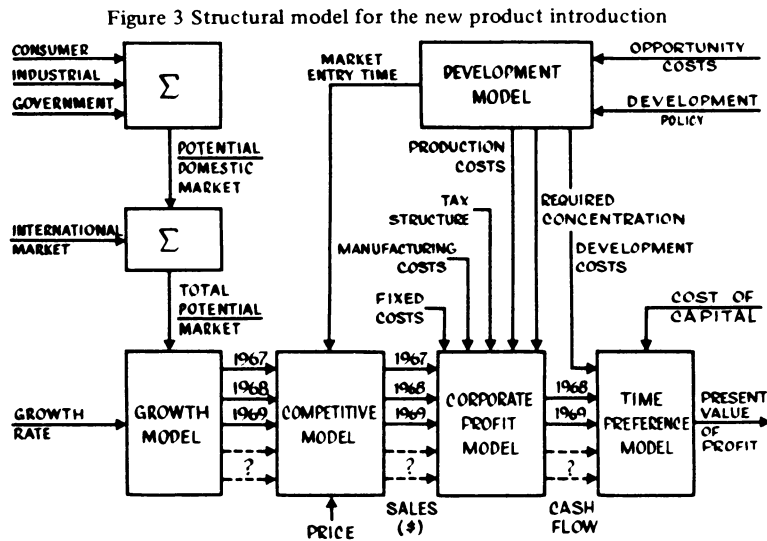 Figure 3 Structural model for the new product introduction
CONSUMER
INDUSTRIAL
GOVERNMENT
Σ
POTENTIAL
DOMESTIC
MARKET
INTERNATIONAL
MARKET
Σ
TOTAL
POTENTIAL
MARKET
MARKET
ENTRY TIME
DEVELOPMENT
MODEL
OPPORTUNITY
COSTS
DEVELOPMENT
POLICY
PRODUCTION
COSTS
TAX
STRUCTURE
MANUFACTURING
COSTS
FIXED
COSTS
REQUIRED
CONCENTRATION
DEVELOPMENT
COSTS
COST OF
CAPITAL
GROWTH
RATE
GROWTH
MODEL
1967
1968
1969
?
COMPETITIVE
MODEL
PRICE
1967
1968
1969
?
SALES
($)
CORPORATE
PROFIT
MODEL
1968
1969
?
CASH
FLOW
TIME
PREFERENCE
MODEL
PRESENT
VALUE
OF
PROFIT